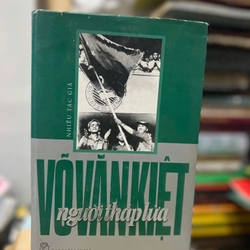 NHIỀU TÁC GIẢ
VÕ VĂN KIỆT
người thắp lửa